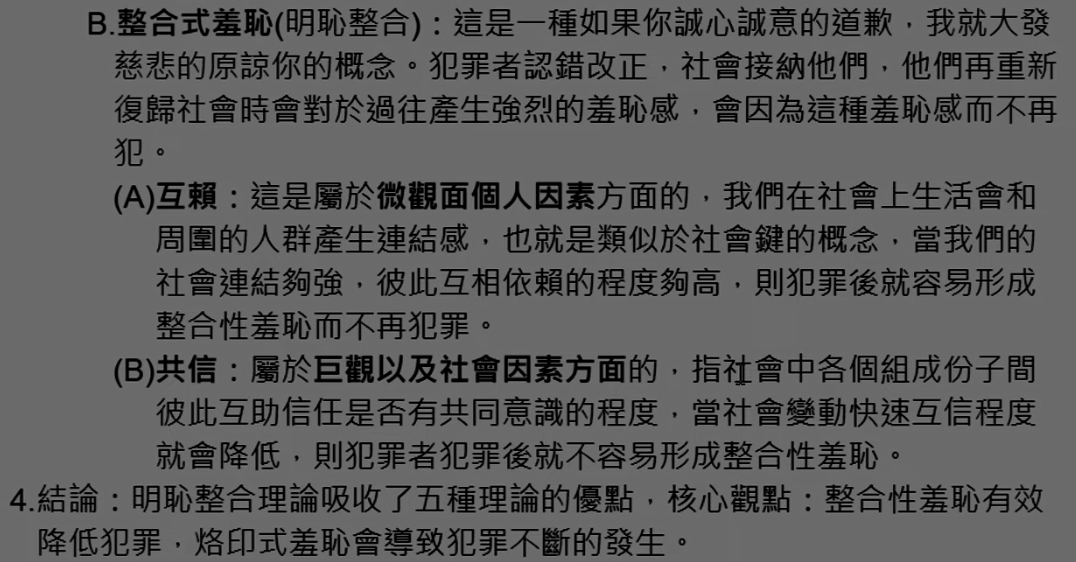 B.整合式羞恥(明恥整合)：這是一種如果你誠心誠意的道歉，我就大發
慈悲的原諒你的概念。犯罪者認錯改正，社會接納他們，他們再重新
復歸社會時會對於過往產生強烈的羞恥感，會因為這種羞恥感而不再
犯。
(A)互賴：這是屬於微觀面個人因素方面的，我們在社會上生活會和
周圍的人群產生連結感，也就是類似於社會鍵的概念，當我們的
社會連結夠強，彼此互相依賴的程度夠高，則犯罪後就容易形成
整合性羞恥而不再犯罪。
(B)共信：屬於巨觀以及社會因素方面的，指社會中各個組成份子間
彼此互助信任是否有共同意識的程度，當社會變動快速互信程度
就會降低，則犯罪者犯罪後就不容易形成整合性羞恥。
4.結論：明恥整合理論吸收了五種理論的優點，核心觀點：整合性羞恥有效
降低犯罪，烙印式羞恥會導致犯罪不斷的發生。